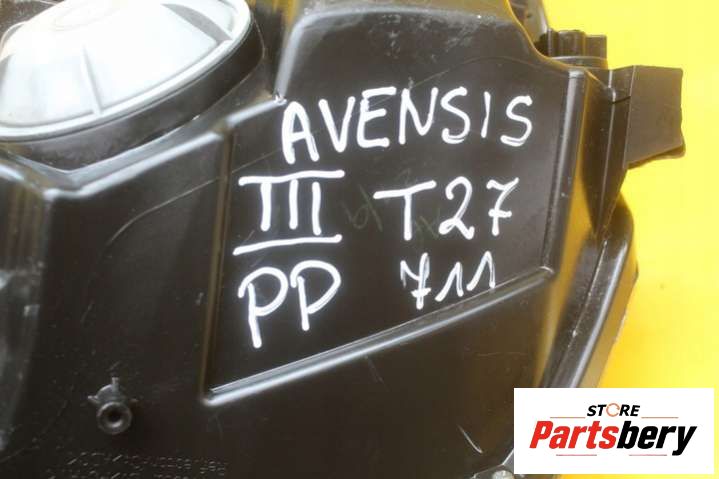 AVENSIS
III T27
PP 711
STORE
Partsbery